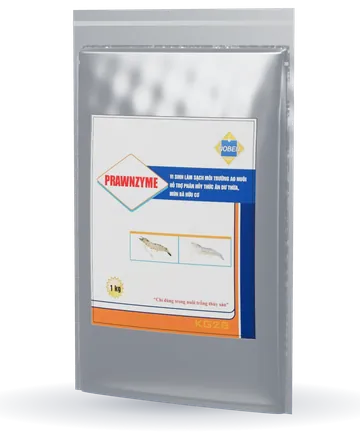 NOBEL
PRAWNZYME
VI SINH LÀM SẠCH MÔI TRƯỜNG AO NUÔI
HỖ TRỢ PHÂN HỦY THỨC ĂN DƯ THỪA,
MÙN BÃ HỮU CƠ
1 kg
"Chỉ dùng trong nuôi trồng thủy sản"